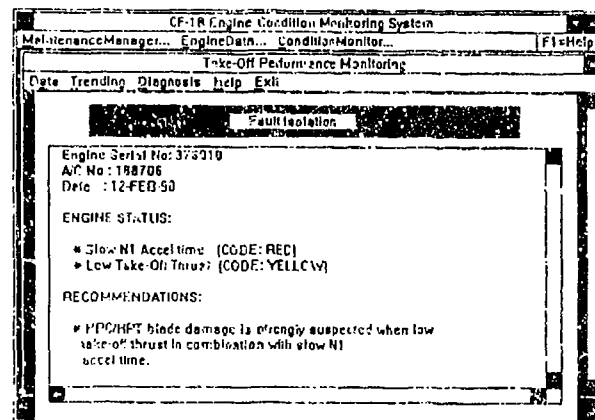 CF-18 Engine Condition Monitoring System
MaintenanceManager... EngineData... ConditionMonitor... F1=Help
Take-Off Performance Monitoring
Data Trending Diagnosis Help Exit
Fault Isolation
Engine Serial No: 376010
A/C No : 188706
Date : 12-FEB-90
ENGINE STATUS:
* Slow N1 Accel time (CODE: RED)
* Low Take-Off Thrust (CODE: YELLOW)
RECOMMENDATIONS:
* HPC/HPT blade damage is strongly suspected when low
take-off thrust in combination with slow N1
accel time.